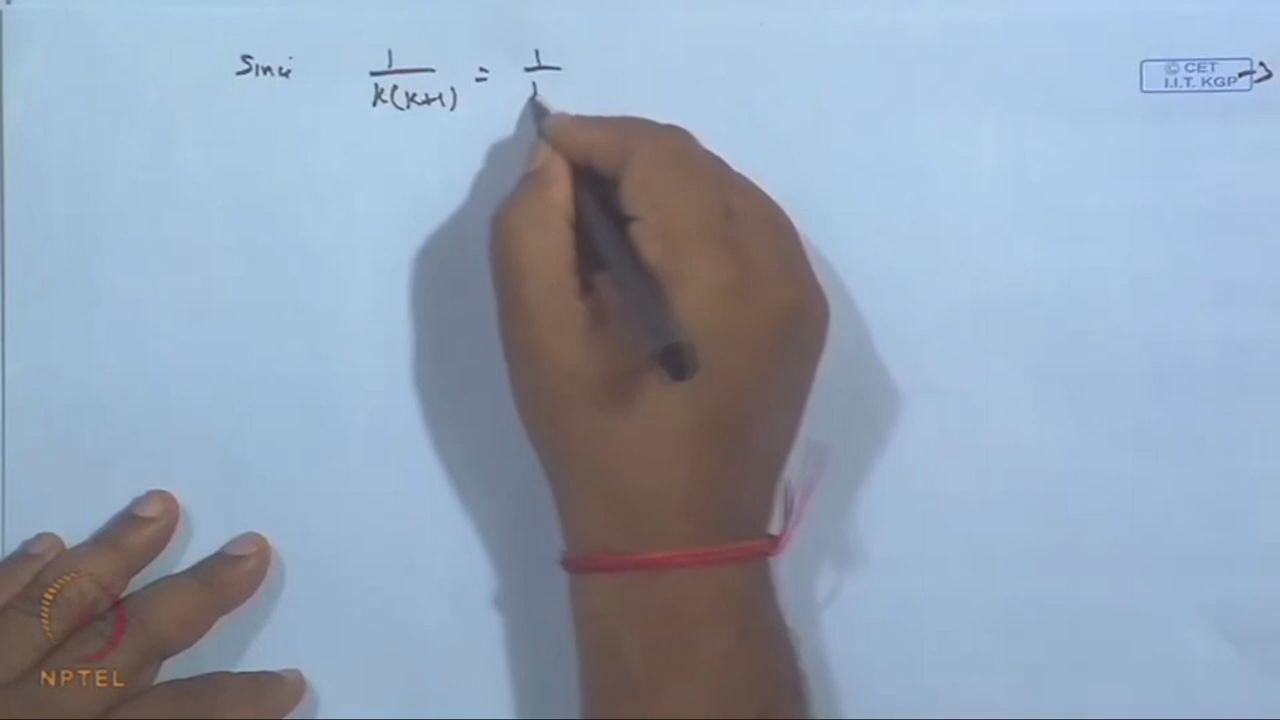 Since 1/k(k+1) = 1/
© CET
I.I.T. KGP
NPTEL